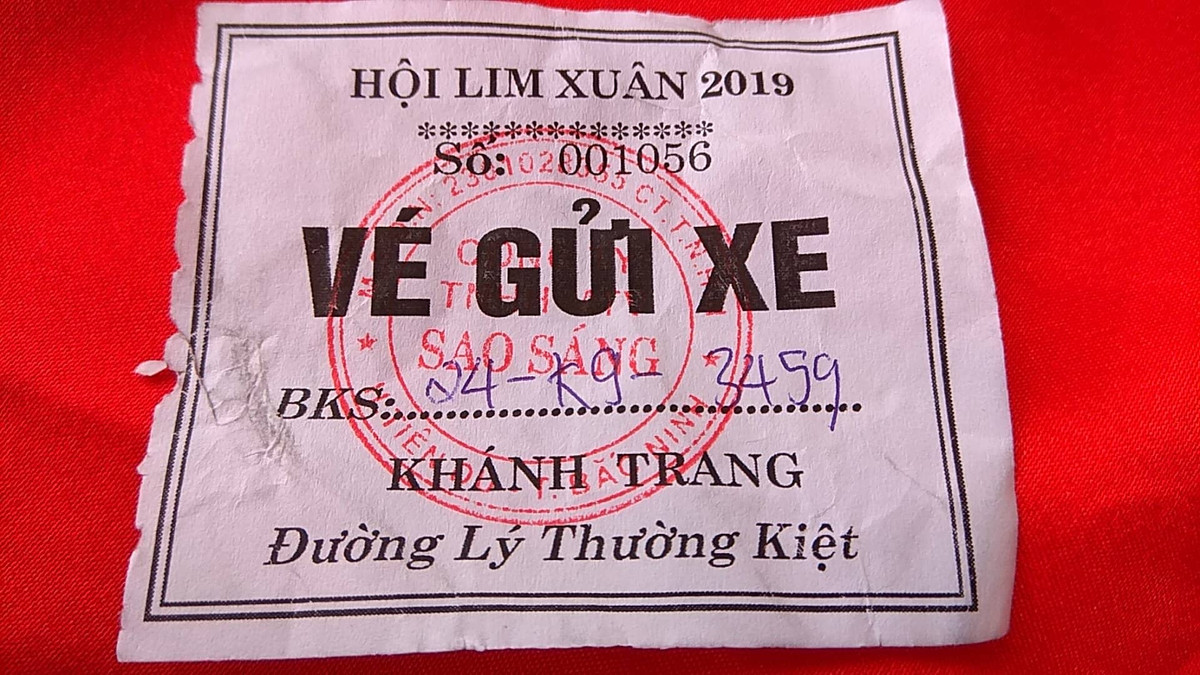 HỘI LIM XUÂN 2019
**************
Số: 001056
VÉ GỬI XE
SAO SÁNG
BKS: 24-K9-3459
KHÁNH TRANG
Đường Lý Thường Kiệt